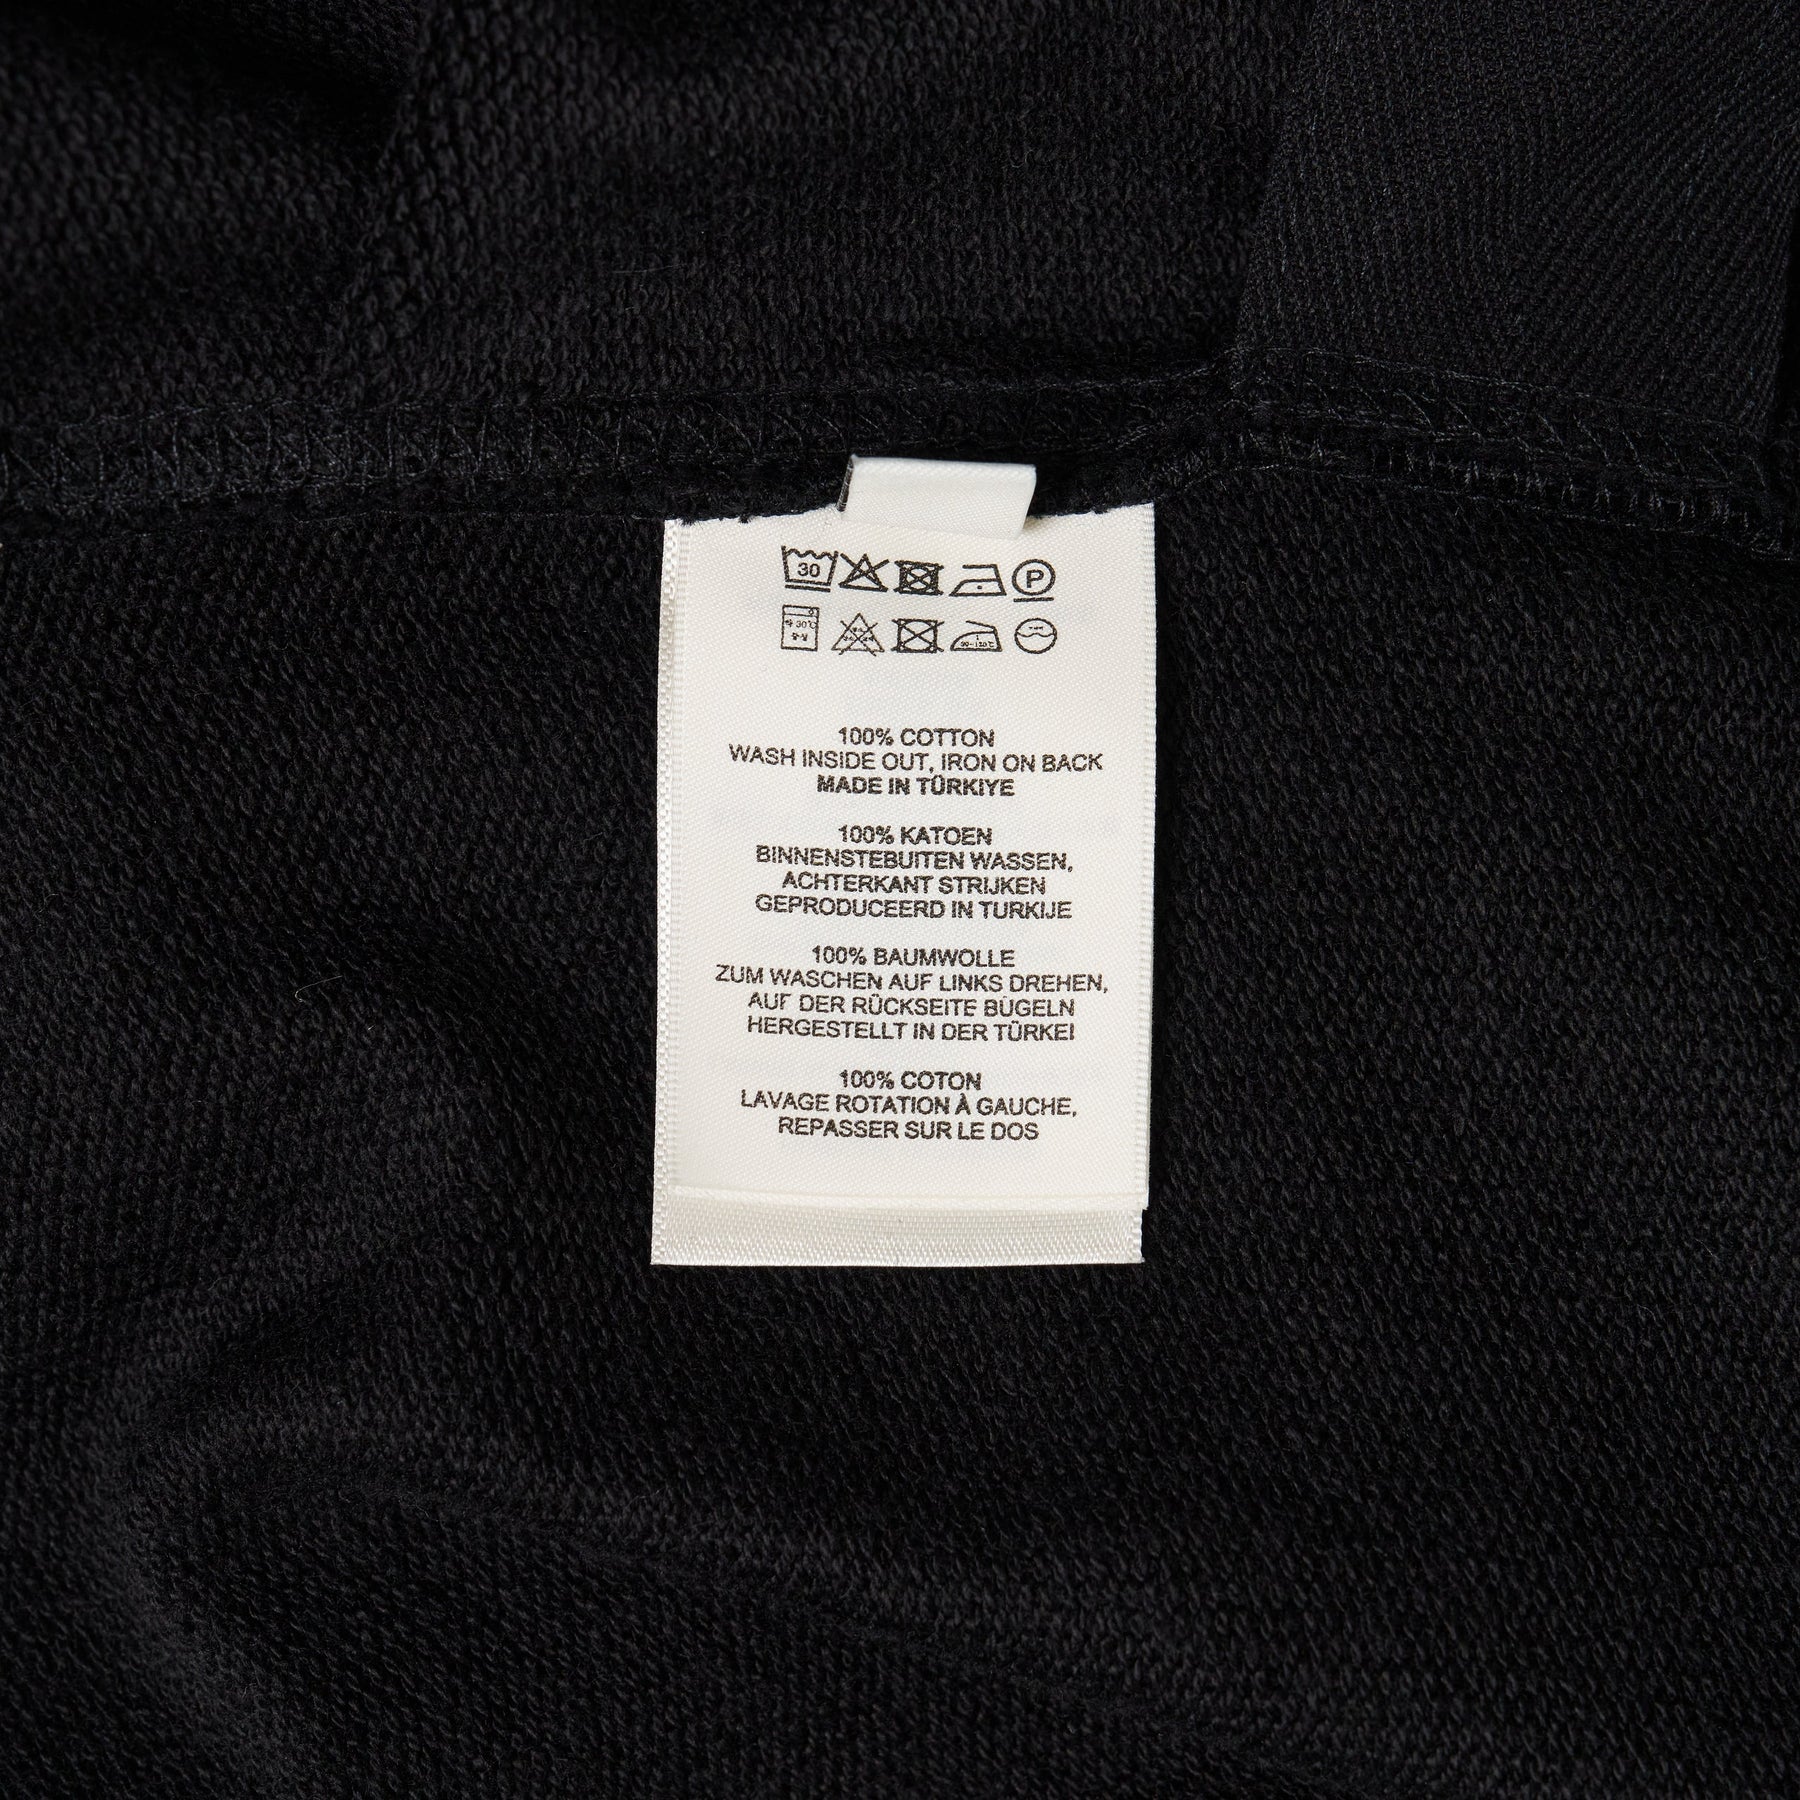 30 P
30℃
100% COTTON
WASH INSIDE OUT, IRON ON BACK
MADE IN TÜRKIYE
100% KATOEN
BINNENSTEBUITEN WASSEN,
ACHTERKANT STRIJKEN
GEPRODUCEERD IN TURKIJE
100% BAUMWOLLE
ZUM WASCHEN AUF LINKS DREHEN,
AUF DER RÜCKSEITE BÜGELN
HERGESTELLT IN DER TÜRKEI
100% COTON
LAVAGE ROTATION À GAUCHE,
REPASSER SUR LE DOS